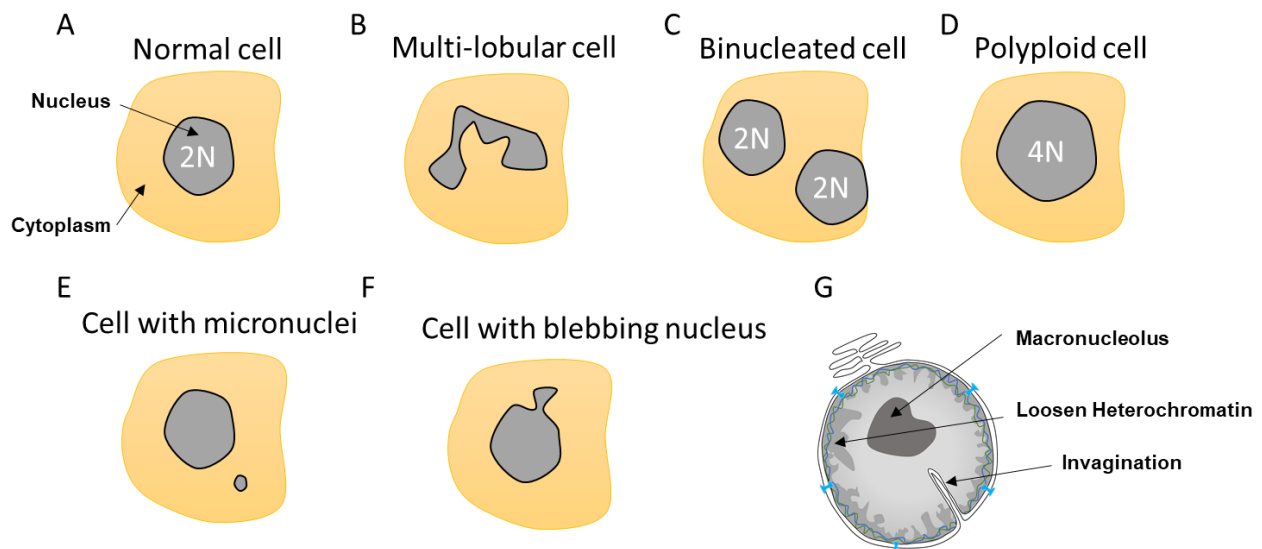 A
Normal cell
Nucleus
2N
Cytoplasm
B
Multi-lobular cell
C
Binucleated cell
2N
2N
D
Polyploid cell
4N
E
Cell with micronuclei
F
Cell with blebbing nucleus
G
Macronucleolus
Loosen Heterochromatin
Invagination